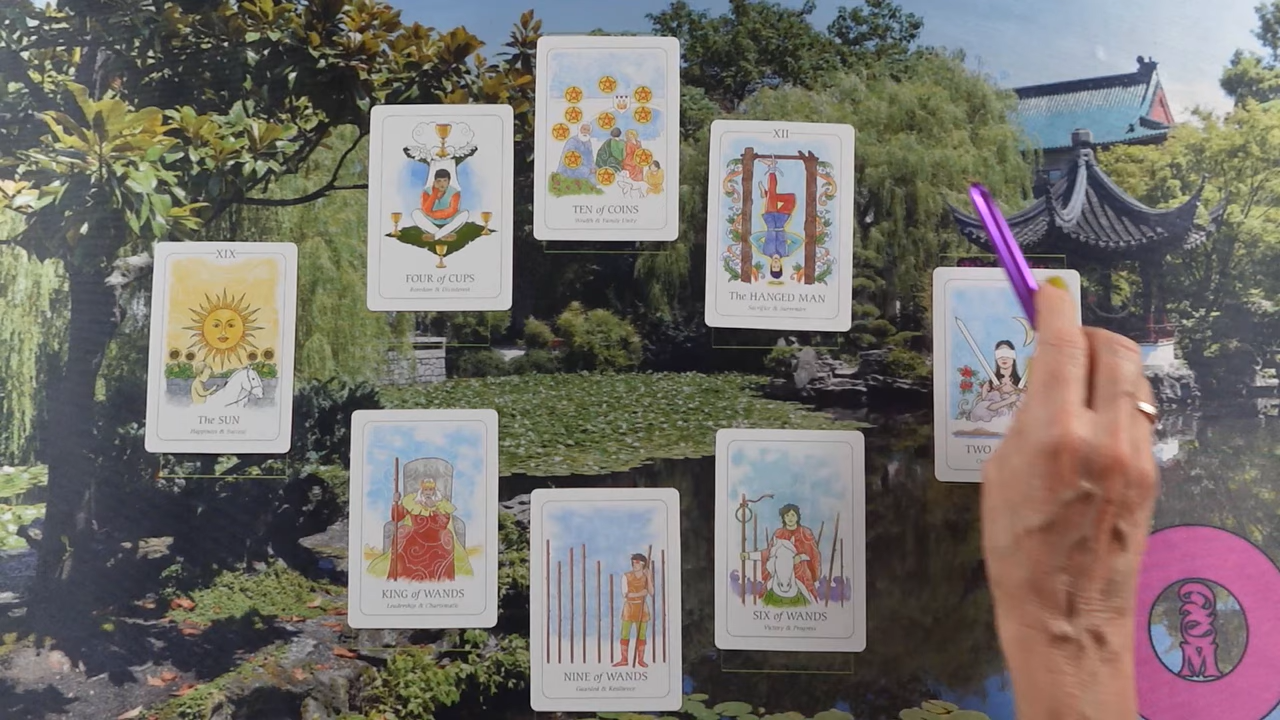 TEN of COINS
Wealth & Family Unity
XII
The HANGED MAN
Sacrifice & Surrender
FOUR of CUPS
Boredom & Discontent
XIX
The SUN
Happiness & Success
TWO
KING of WANDS
Leadership & Charismatic
SIX of WANDS
Victory & Progress
NINE of WANDS
Guarded & Resilience